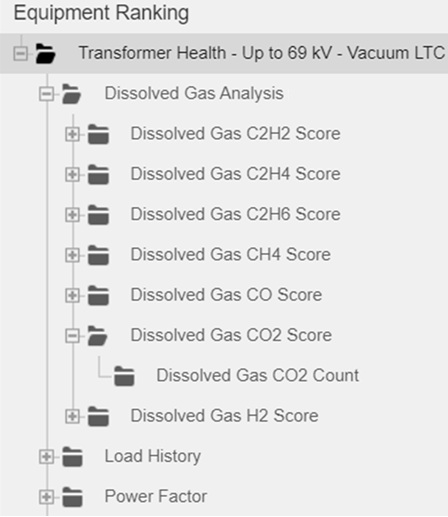 Equipment Ranking
Transformer Health - Up to 69 kV - Vacuum LTC
Dissolved Gas Analysis
Dissolved Gas C2H2 Score
Dissolved Gas C2H4 Score
Dissolved Gas C2H6 Score
Dissolved Gas CH4 Score
Dissolved Gas CO Score
Dissolved Gas CO2 Score
Dissolved Gas CO2 Count
Dissolved Gas H2 Score
Load History
Power Factor